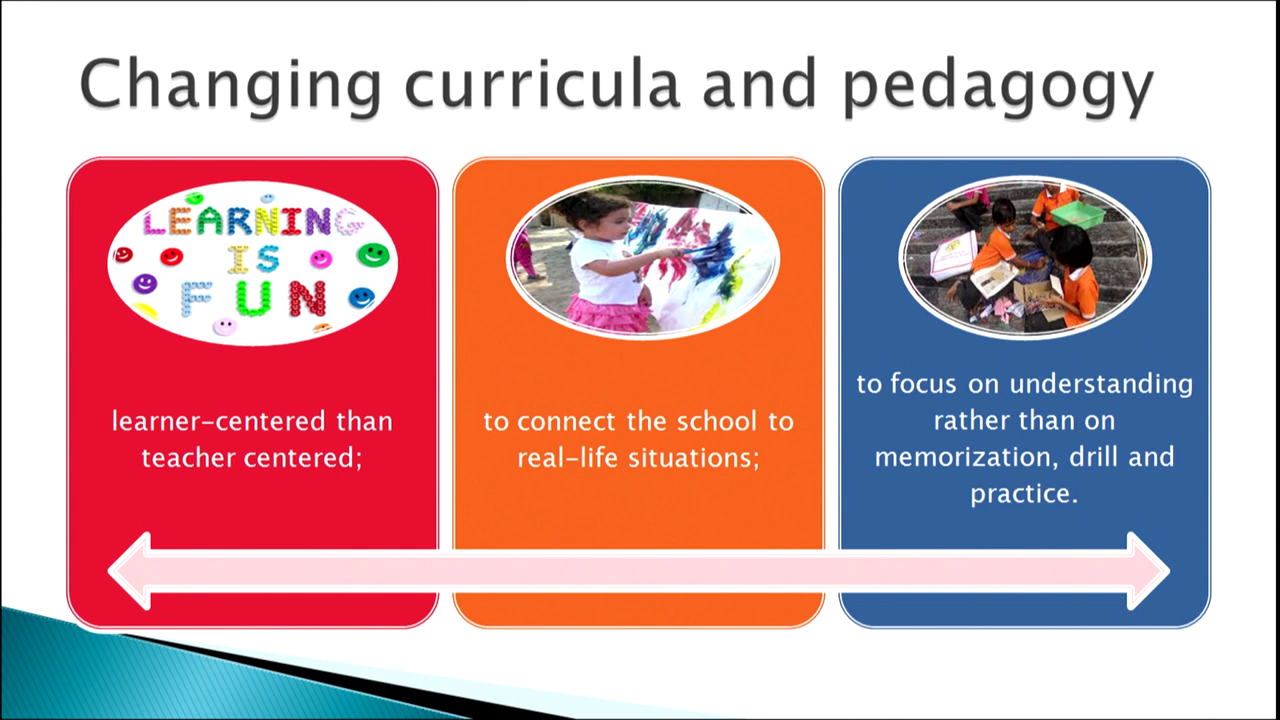 Changing curricula and pedagogy
LEARNING
IS
FUN
learner-centered than
teacher centered;
to connect the school to
real-life situations;
to focus on understanding
rather than on
memorization, drill and
practice.